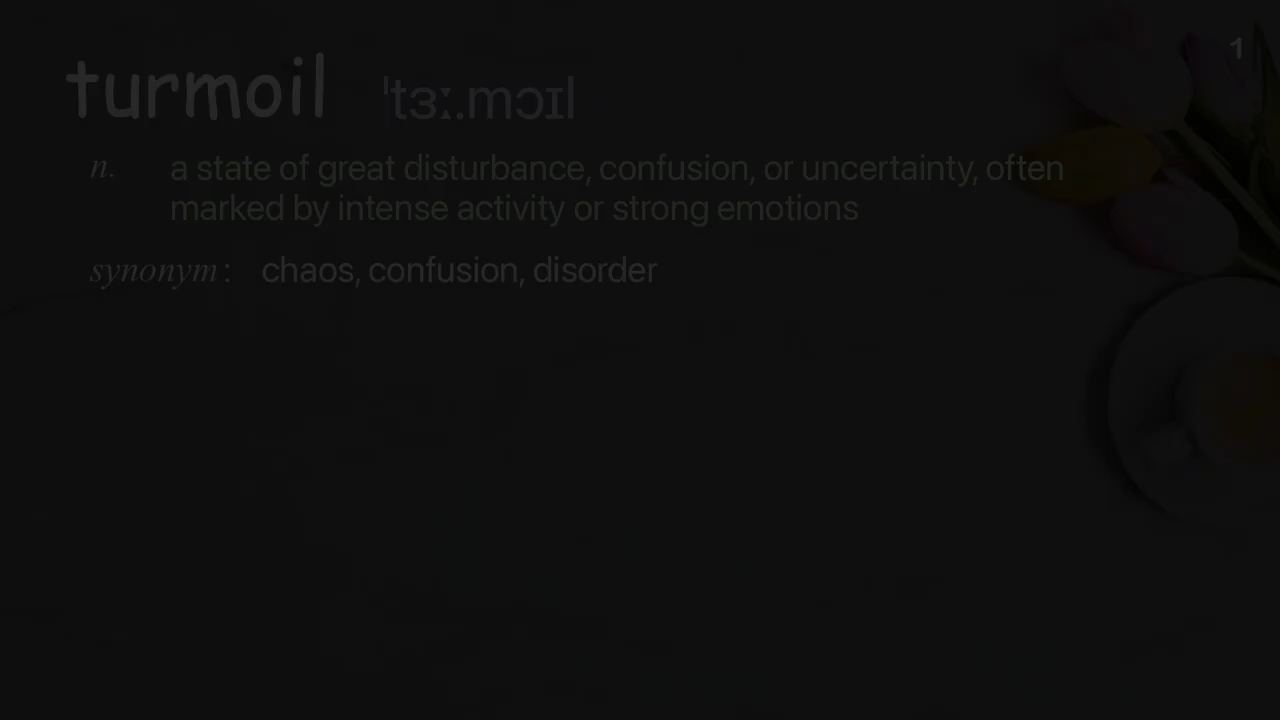 1
turmoil ˈtɜː.mɔɪl
n. a state of great disturbance, confusion, or uncertainty, often
marked by intense activity or strong emotions
synonym: chaos, confusion, disorder